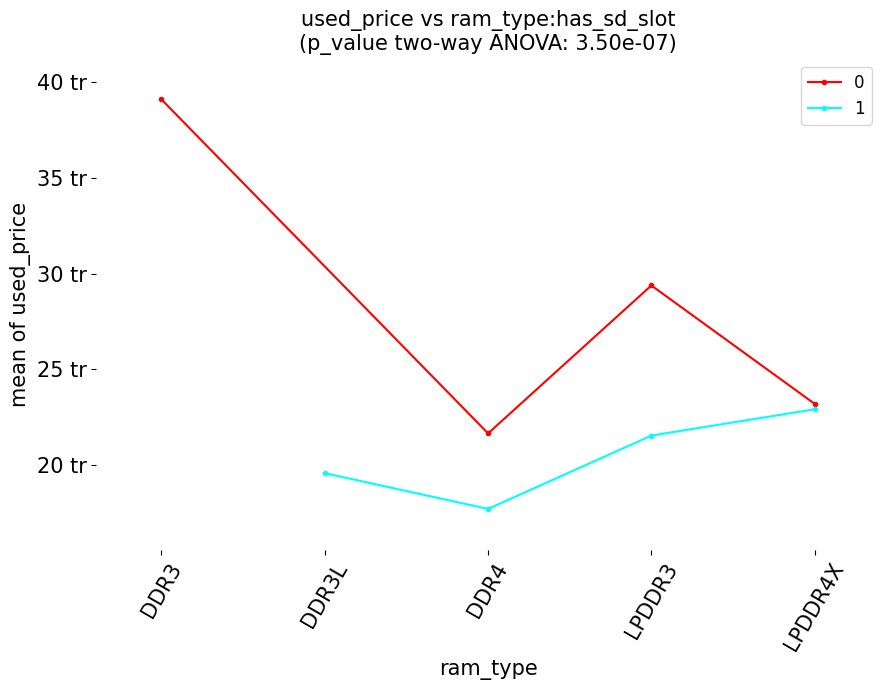 used_price vs ram_type:has_sd_slot
(p_value two-way ANOVA: 3.50e-07)
0
1
40 tr
35 tr
30 tr
25 tr
20 tr
mean of used_price
DDR3
DDR3L
DDR4
LPDDR3
LPDDR4X
ram_type